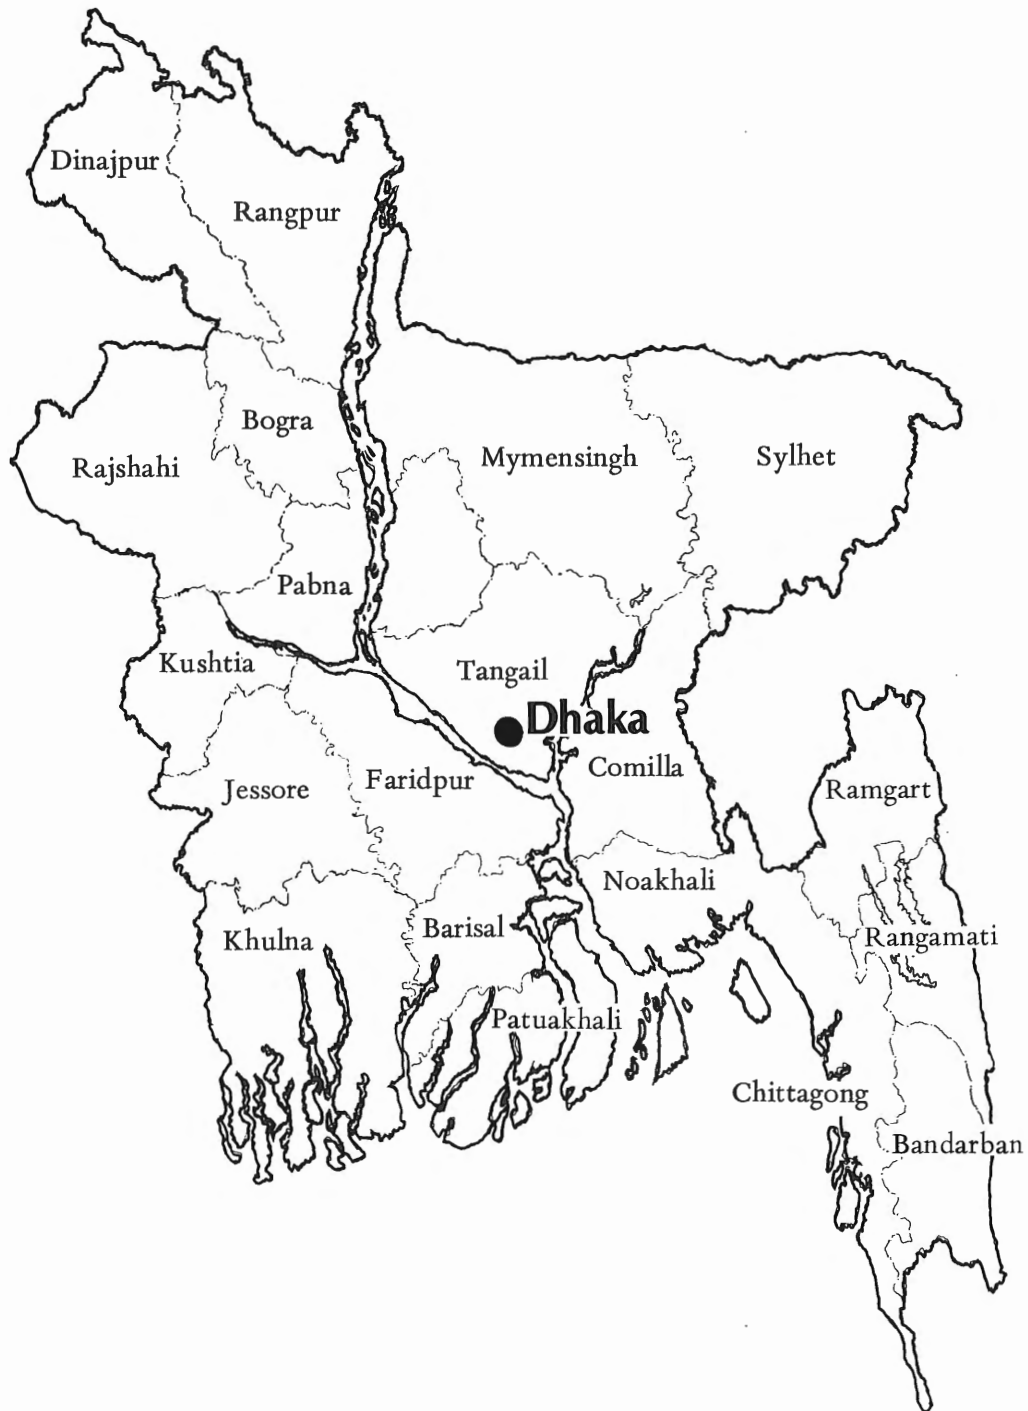 Dinajpur
Rangpur
Bogra
Rajshahi
Mymensingh
Sylhet
Pabna
Kushtia
Tangail
Dhaka
Jessore
Faridpur
Comilla
Ramgart
Noakhali
Khulna
Barisal
Rangamati
Patuakhali
Chittagong
Bandarban